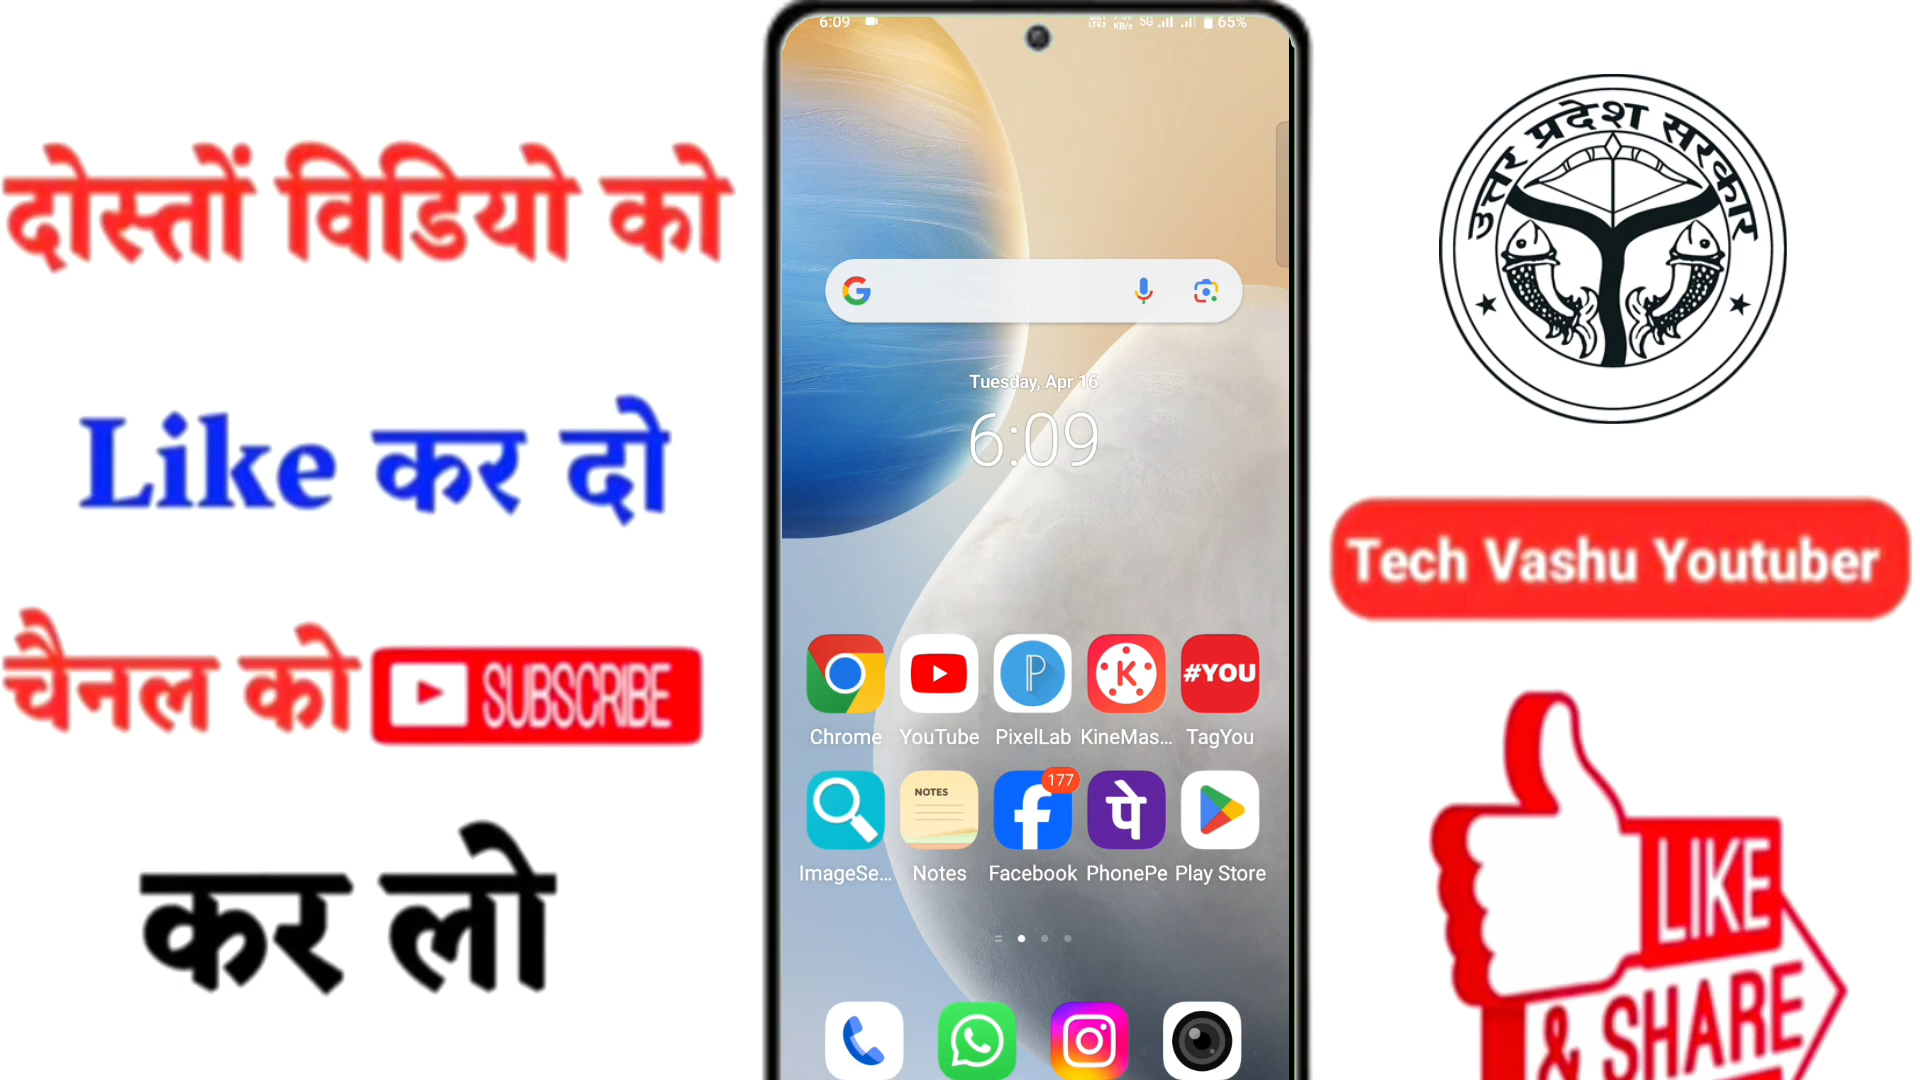 दोस्तों विडियो को
Like कर दो
चैनल को SUBSCRIBE
कर लो
6:09
5G
65%
Tuesday, Apr 16
6:09
Chrome YouTube PixelLab KineMas... TagYou
#YOU
ImageSe... Notes Facebook PhonePe Play Store
NOTES
177
पे
उत्तर प्रदेश सरकार
Tech Vashu Youtuber
LIKE
& SHARE